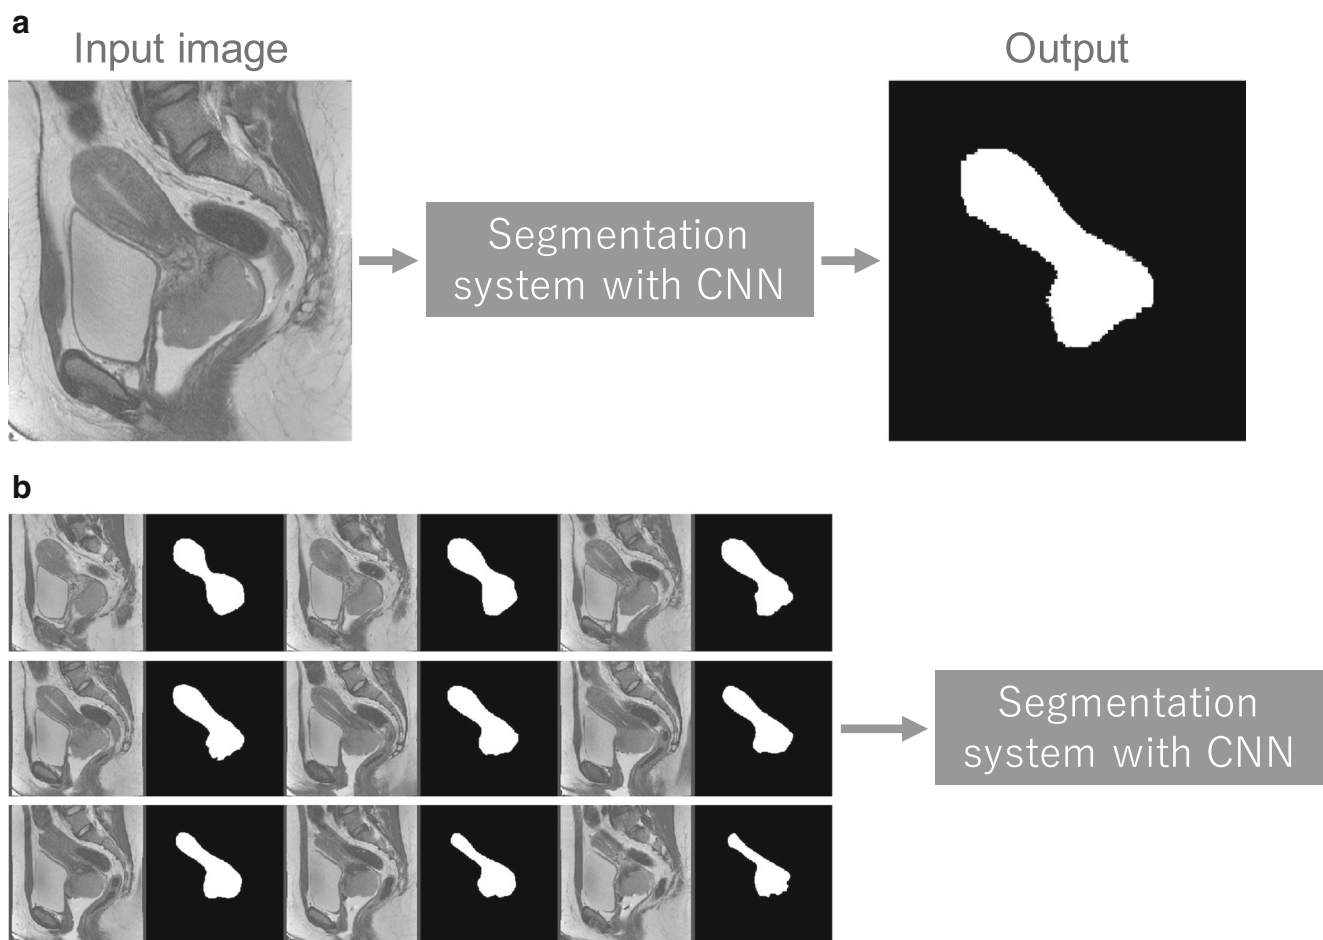 a
Input image
Output
Segmentation
system with CNN
b
Segmentation
system with CNN